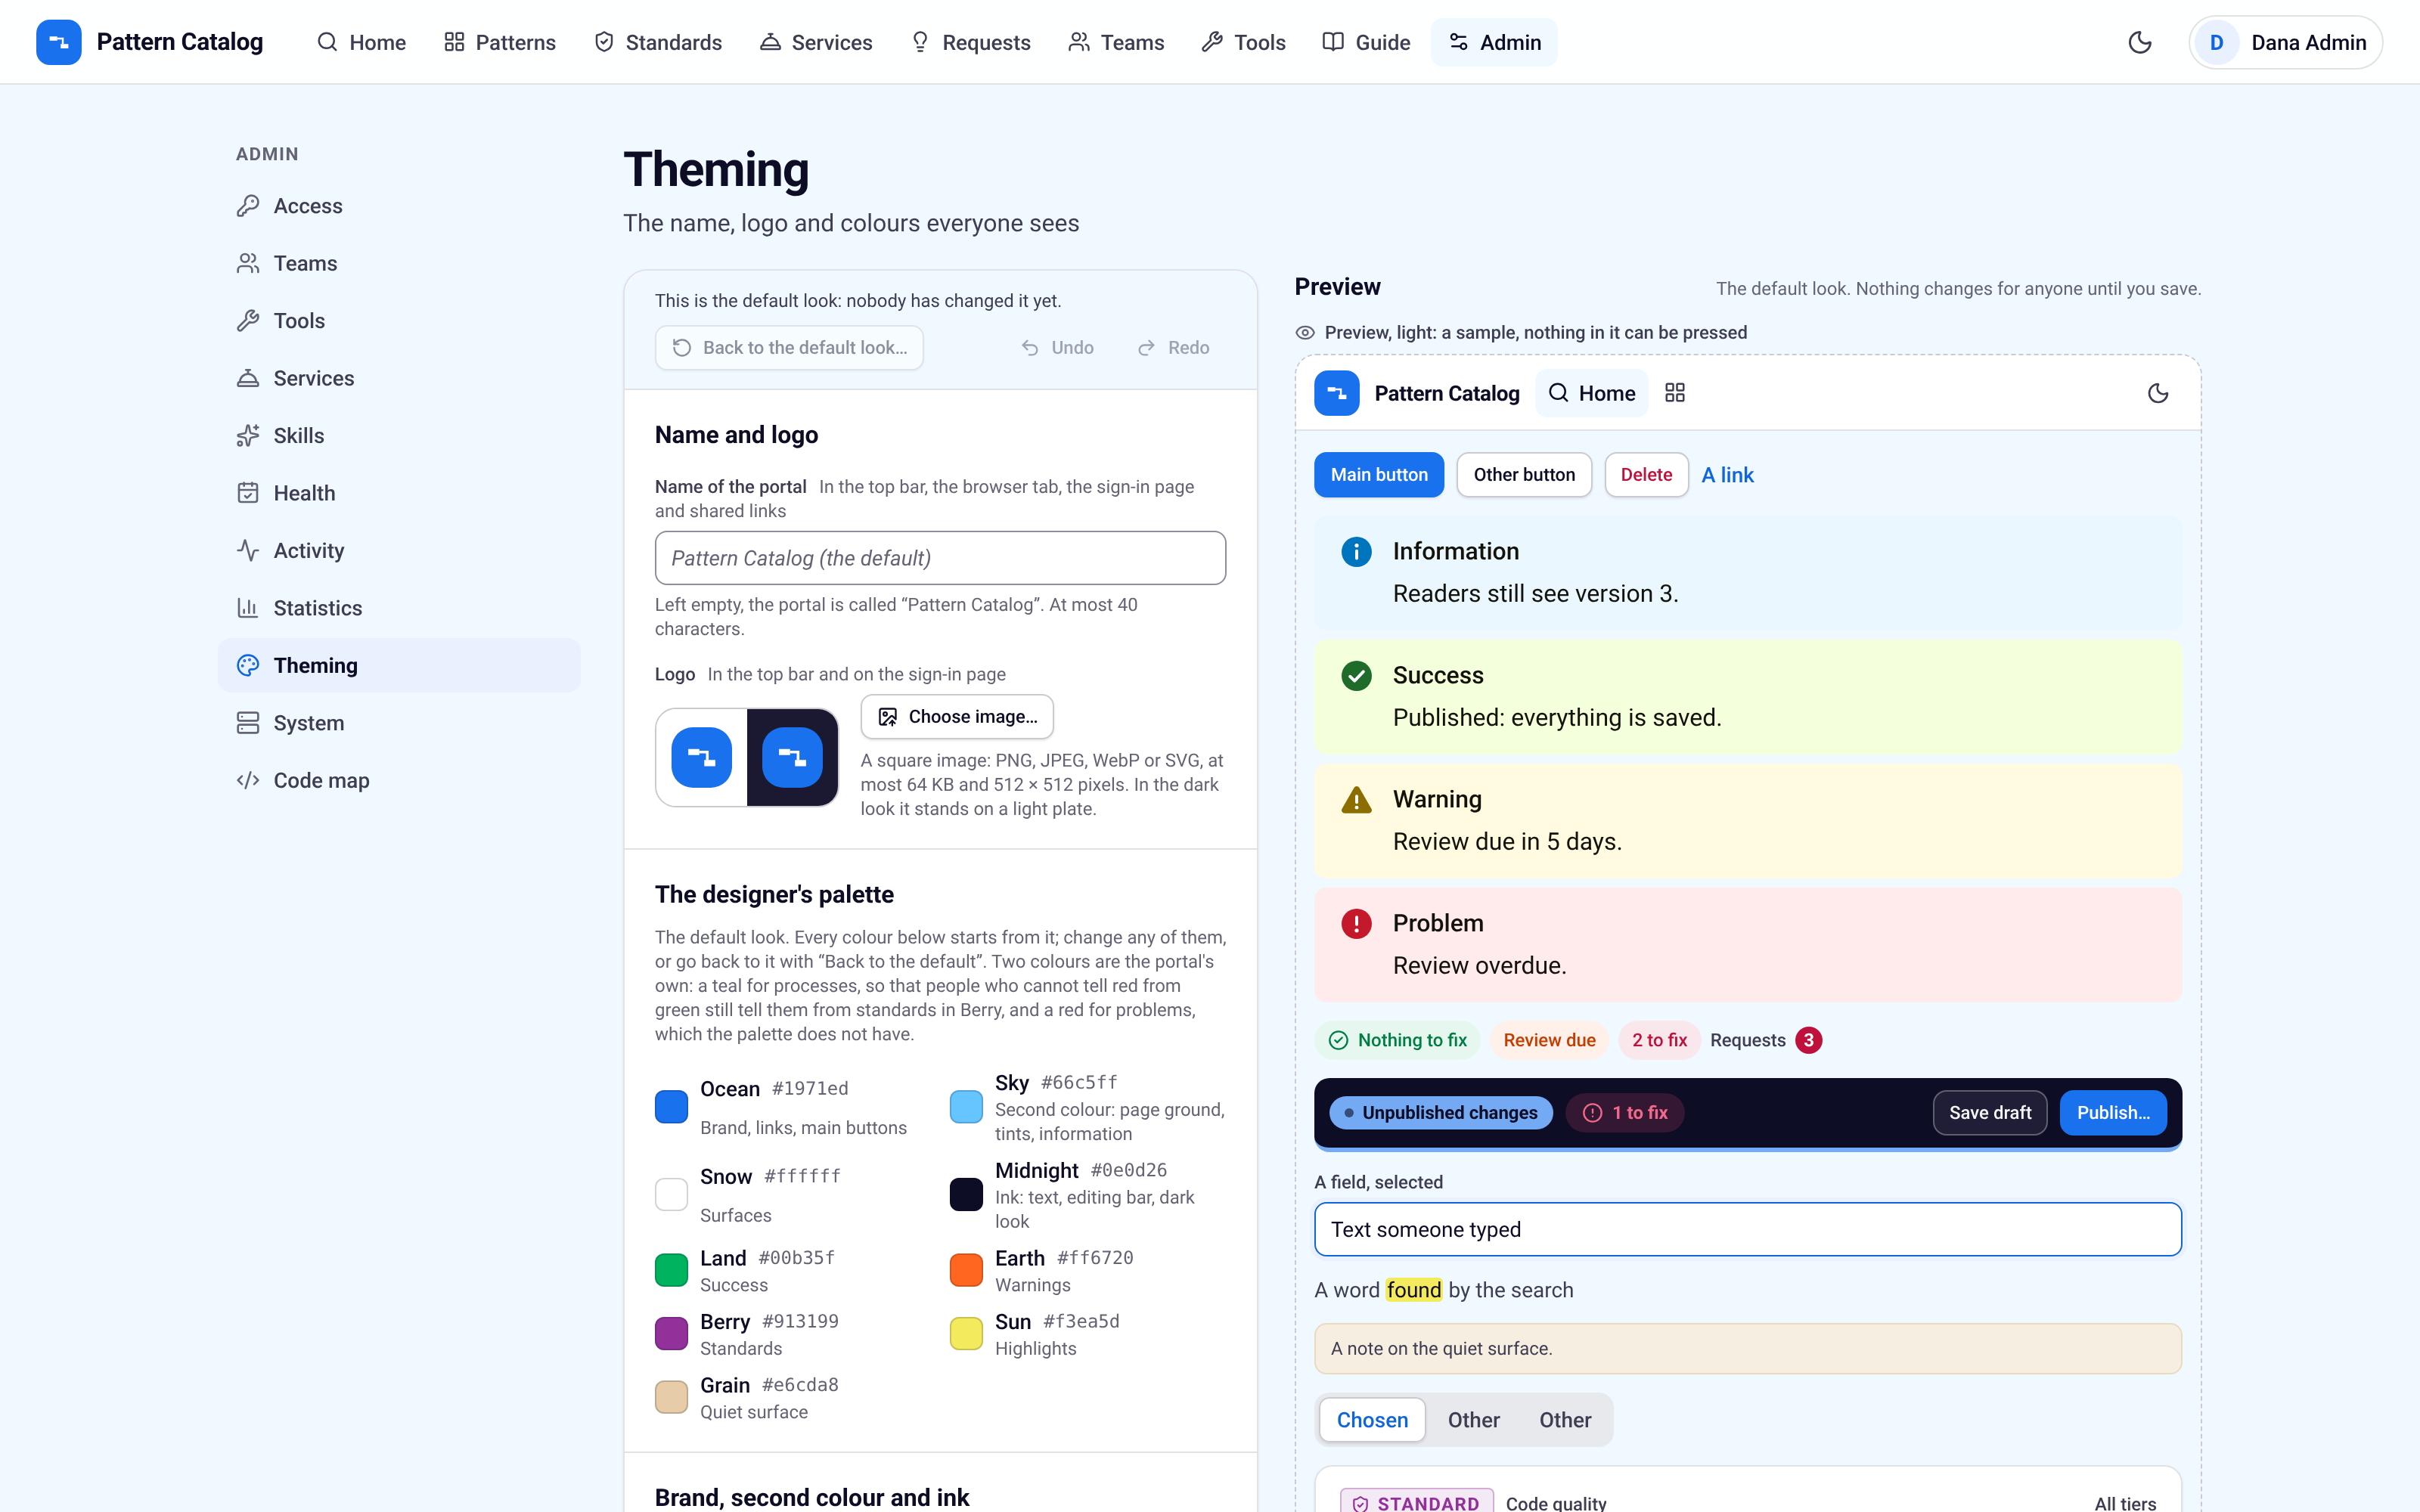 Pattern Catalog
Home
Patterns
Standards
Services
Requests
Teams
Tools
Guide
Admin
D
Dana Admin
ADMIN
Access
Teams
Tools
Services
Skills
Health
Activity
Statistics
Theming
System
Code map
Theming
The name, logo and colours everyone sees
This is the default look: nobody has changed it yet.
Back to the default look…
Undo
Redo
Name and logo
Name of the portal In the top bar, the browser tab, the sign-in page
and shared links
Pattern Catalog (the default)
Left empty, the portal is called “Pattern Catalog”. At most 40
characters.
Logo In the top bar and on the sign-in page
Choose image…
A square image: PNG, JPEG, WebP or SVG, at
most 64 KB and 512 × 512 pixels. In the dark
look it stands on a light plate.
The designer's palette
The default look. Every colour below starts from it; change any of them,
or go back to it with “Back to the default”. Two colours are the portal's
own: a teal for processes, so that people who cannot tell red from
green still tell them from standards in Berry, and a red for problems,
which the palette does not have.
Ocean #1971ed
Brand, links, main buttons
Sky #66c5ff
Second colour: page ground,
tints, information
Snow #ffffff
Surfaces
Midnight #0e0d26
Ink: text, editing bar, dark
look
Land #00b35f
Success
Earth #ff6720
Warnings
Berry #913199
Standards
Sun #f3ea5d
Highlights
Grain #e6cda8
Quiet surface
Brand, second colour and ink
Preview
The default look. Nothing changes for anyone until you save.
Preview, light: a sample, nothing in it can be pressed
Pattern Catalog
Home
Main button
Other button
Delete
A link
Information
Readers still see version 3.
Success
Published: everything is saved.
Warning
Review due in 5 days.
Problem
Review overdue.
Nothing to fix
Review due
2 to fix
Requests 3
Unpublished changes
1 to fix
Save draft
Publish…
A field, selected
Text someone typed
A word found by the search
A note on the quiet surface.
Chosen
Other
Other
STANDARD
Code quality
All tiers